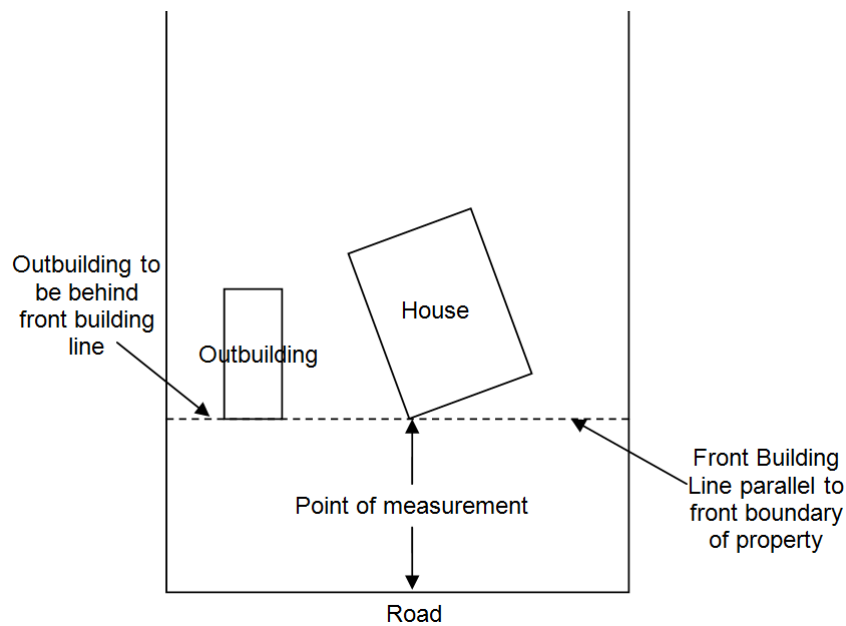 Outbuilding to
be behind
front building
line
House
Outbuilding
Front Building
Line parallel to
front boundary
of property
Point of measurement
Road